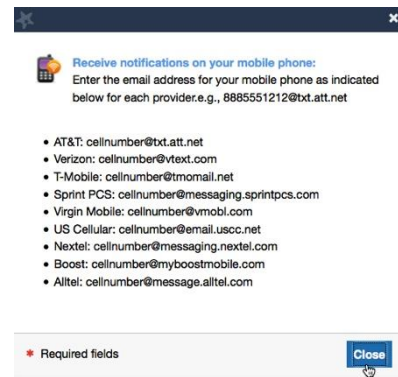 ×
Receive notifications on your mobile phone:
Enter the email address for your mobile phone as indicated
below for each provider.e.g., 8885551212@txt.att.net
• AT&T: cellnumber@txt.att.net
• Verizon: cellnumber@vtext.com
• T-Mobile: cellnumber@tmomail.net
• Sprint PCS: cellnumber@messaging.sprintpcs.com
• Virgin Mobile: cellnumber@vmobl.com
• US Cellular: cellnumber@email.uscc.net
• Nextel: cellnumber@messaging.nextel.com
• Boost: cellnumber@myboostmobile.com
• Alltel: cellnumber@message.alltel.com
* Required fields
Close